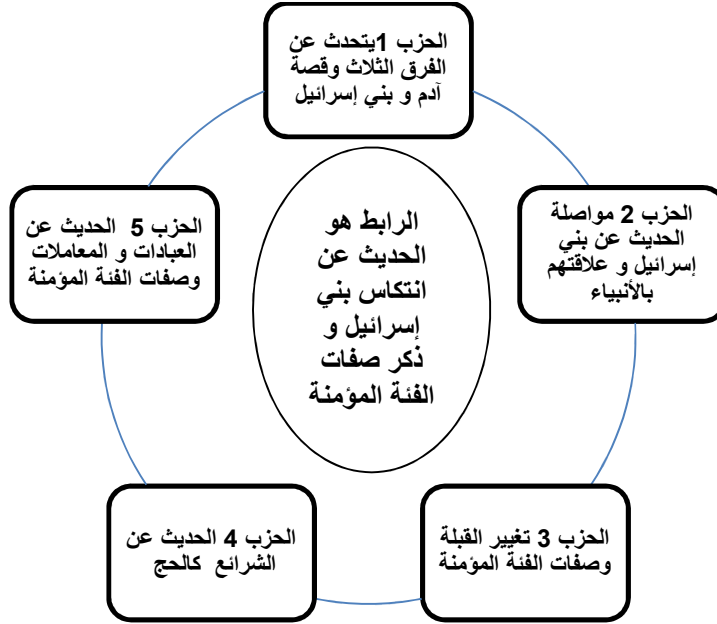 الحزب 1يتحدث عن
الفرق الثلاث وقصة
آدم و بني إسرائيل
الحزب 2 مواصلة
الحديث عن بني
إسرائيل و علاقتهم
بالأنبياء
الحزب 3 تغيير القبلة
وصفات الفئة المؤمنة
الحزب 4 الحديث عن
الشرائع كالحج
الحزب 5 الحديث عن
العبادات و المعاملات
وصفات الفئة المؤمنة
الرابط هو
الحديث عن
انتكاس بني
إسرائيل و
ذكر صفات
الفئة المؤمنة